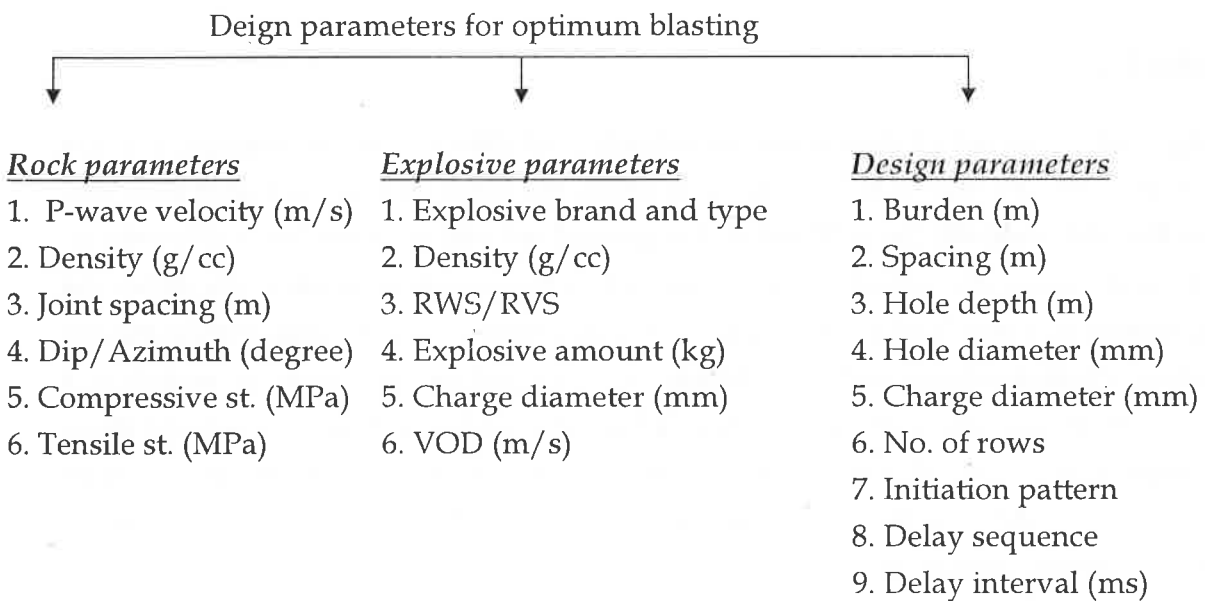 Deign parameters for optimum blasting
Rock parameters
1. P-wave velocity (m/s)
2. Density (g/cc)
3. Joint spacing (m)
4. Dip/Azimuth (degree)
5. Compressive st. (MPa)
6. Tensile st. (MPa)
Explosive parameters
1. Explosive brand and type
2. Density (g/cc)
3. RWS/RVS
4. Explosive amount (kg)
5. Charge diameter (mm)
6. VOD (m/s)
Design parameters
1. Burden (m)
2. Spacing (m)
3. Hole depth (m)
4. Hole diameter (mm)
5. Charge diameter (mm)
6. No. of rows
7. Initiation pattern
8. Delay sequence
9. Delay interval (ms)